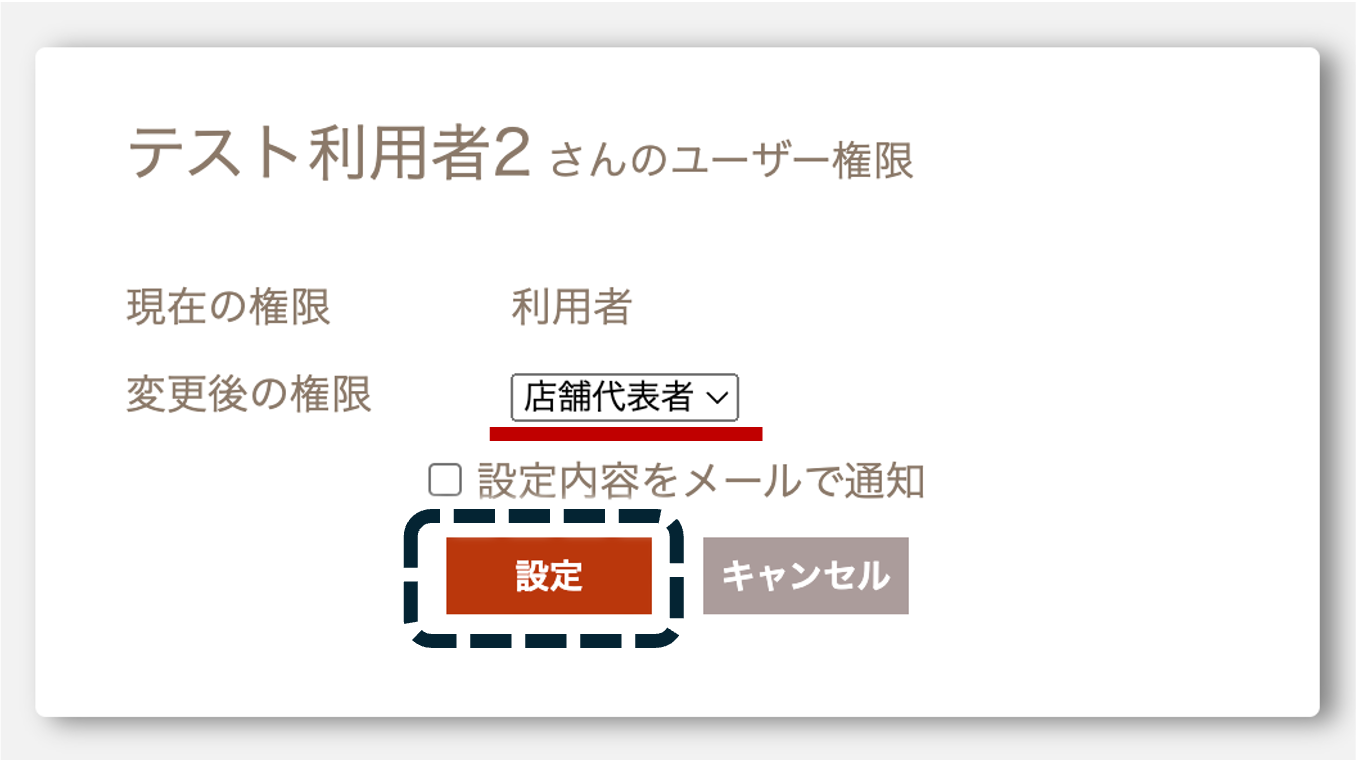 テスト利用者2 さんのユーザー権限
現在の権限 利用者
変更後の権限 店舗代表者
設定内容をメールで通知
設定 キャンセル